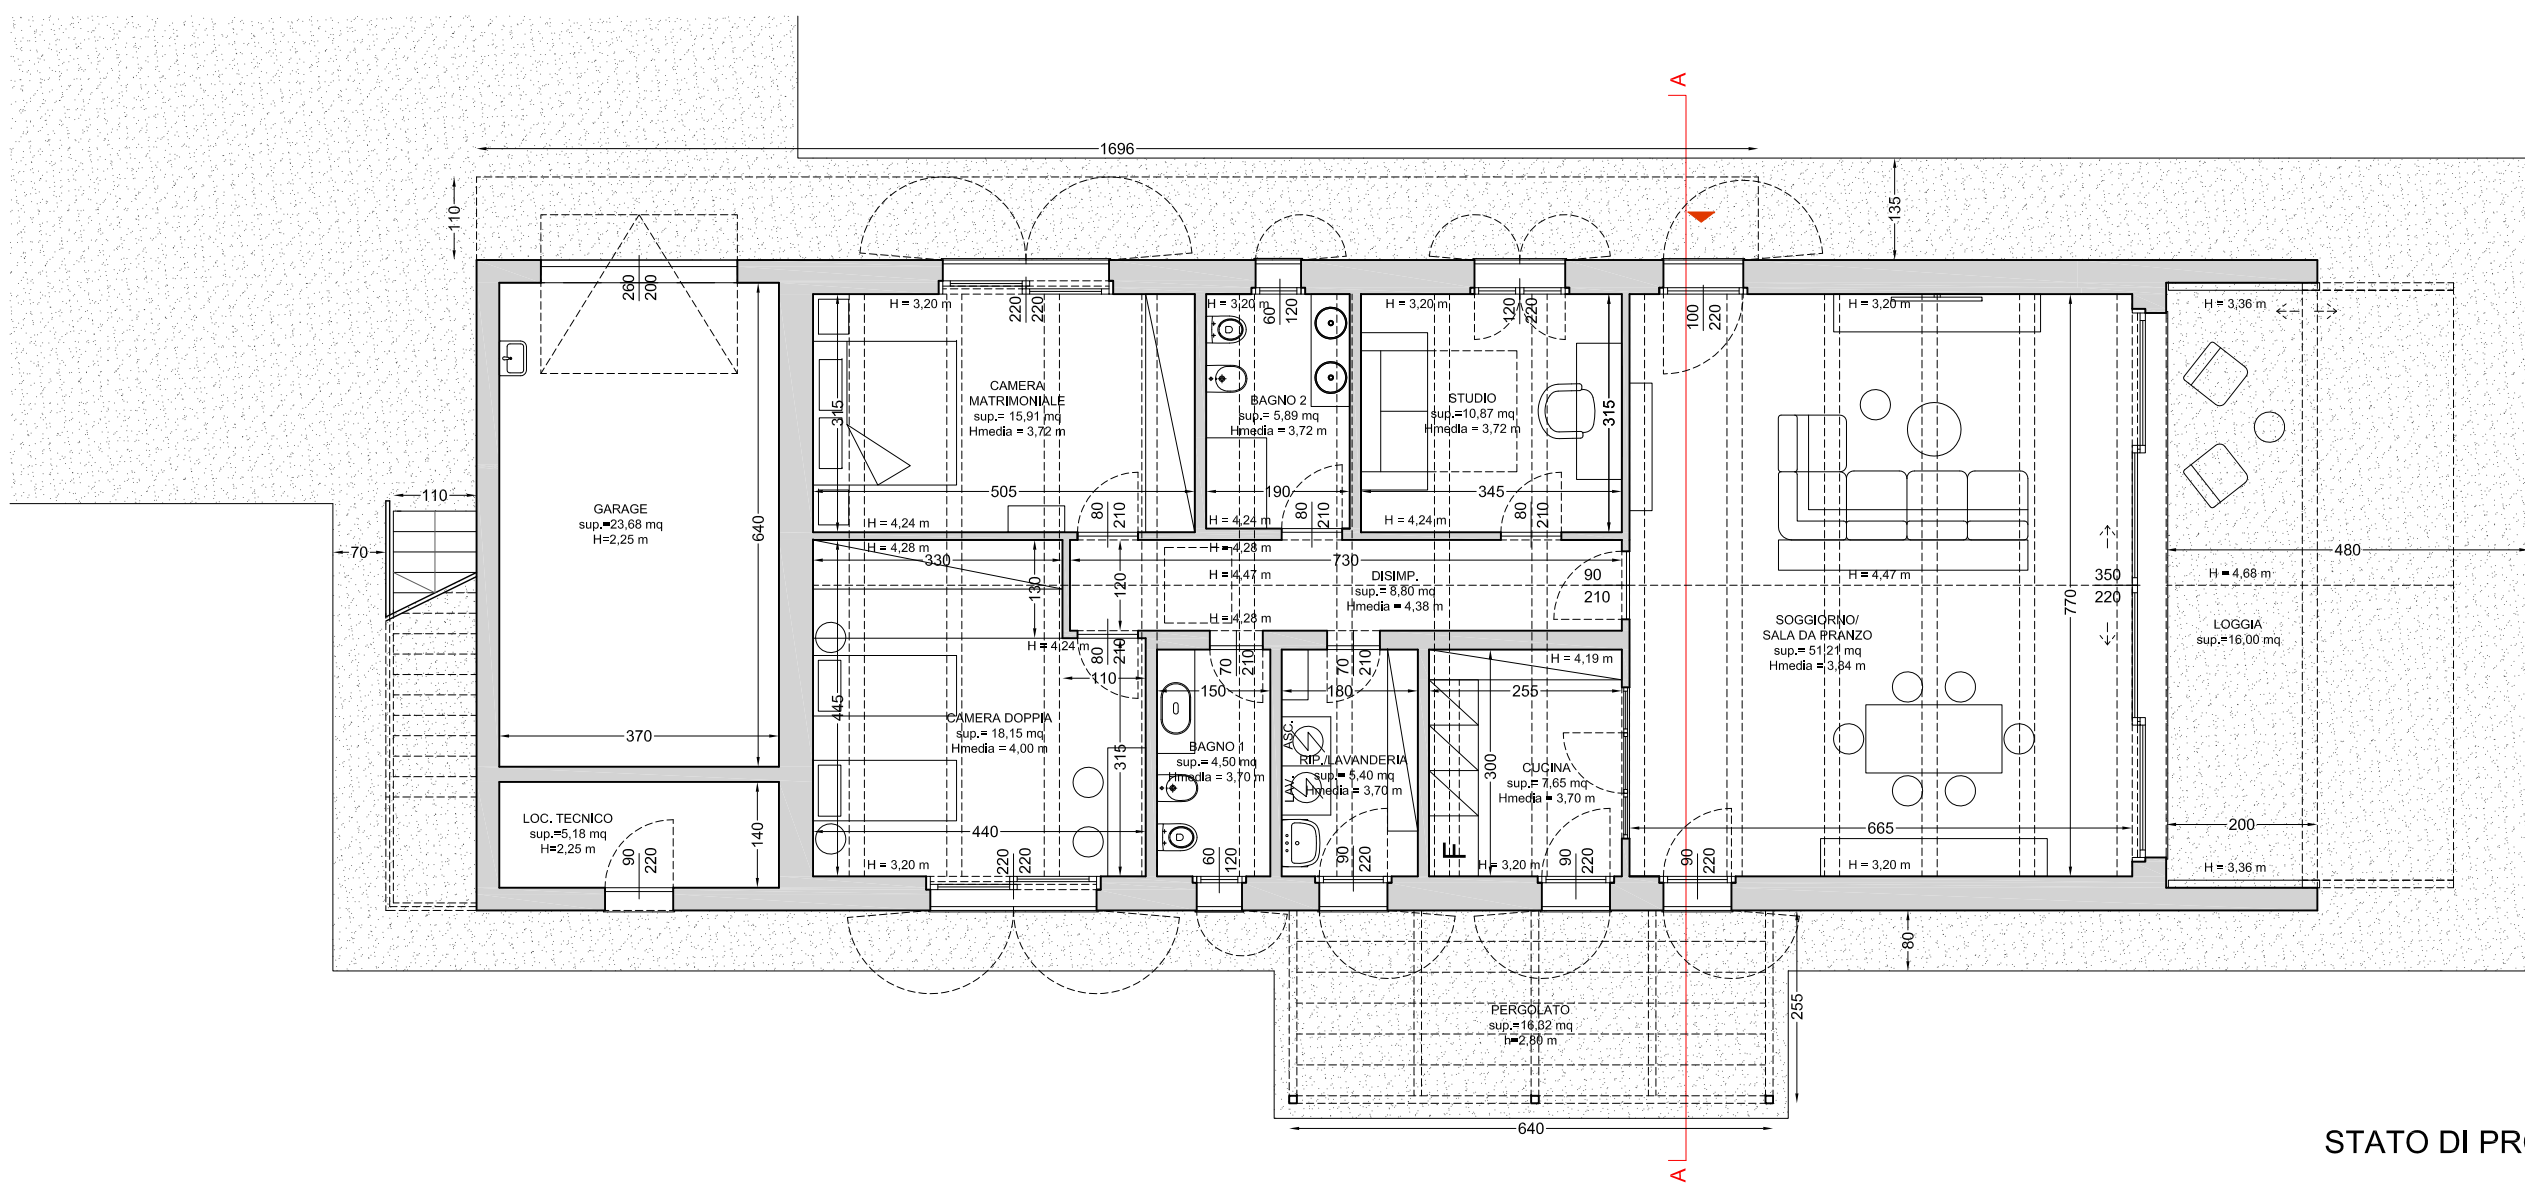 A
1696
110
135
260
200
H = 3,20 m
220
220
H = 3,20 m
60
120
H = 3,20 m
120
220
100
220
H = 3,20 m
H = 3,36 m
CAMERA
MATRIMONIALE
sup.= 15,91 mq
Hmedia = 3,72 m
315
BAGNO 2
sup.= 5,89 mq
Hmedia = 3,72 m
STUDIO
sup.=10,87 mq
Hmedia = 3,72 m
315
110
505
190
345
GARAGE
sup.=23,68 mq
H=2,25 m
640
H = 4,24 m
80
210
H = 4,24 m
80
210
H = 4,24 m
80
210
70
H = 4,28 m
330
130
120
H = 4,28 m
730
H = 4,47 m
DISIMP.
sup.= 8,80 mq
Hmedia = 4,38 m
H = 4,28 m
90
210
H = 4,47 m
350
220
770
480
H = 4,68 m
SOGGIORNO/
SALA DA PRANZO
sup.= 51,21 mq
Hmedia = 3,84 m
LOGGIA
sup.=16,00 mq
H = 4,24 m
80
210
110
70
210
150
70
210
180
H = 4,19 m
255
445
CAMERA DOPPIA
sup.= 18,15 mq
Hmedia = 4,00 m
315
BAGNO 1
sup.= 4,50 mq
Hmedia = 3,70 m
ASC.
LAV.
RIP./LAVANDERIA
sup.= 5,40 mq
Hmedia = 3,70 m
300
CUCINA
sup.= 7,65 mq
Hmedia = 3,70 m
370
LOC. TECNICO
sup.=5,18 mq
H=2,25 m
140
90
220
440
H = 3,20 m
220
220
60
120
90
220
F
H = 3,20 m
90
220
90
220
665
H = 3,20 m
200
H = 3,36 m
80
PERGOLATO
sup.=16,32 mq
h=2,80 m
255
640
A
STATO DI PR